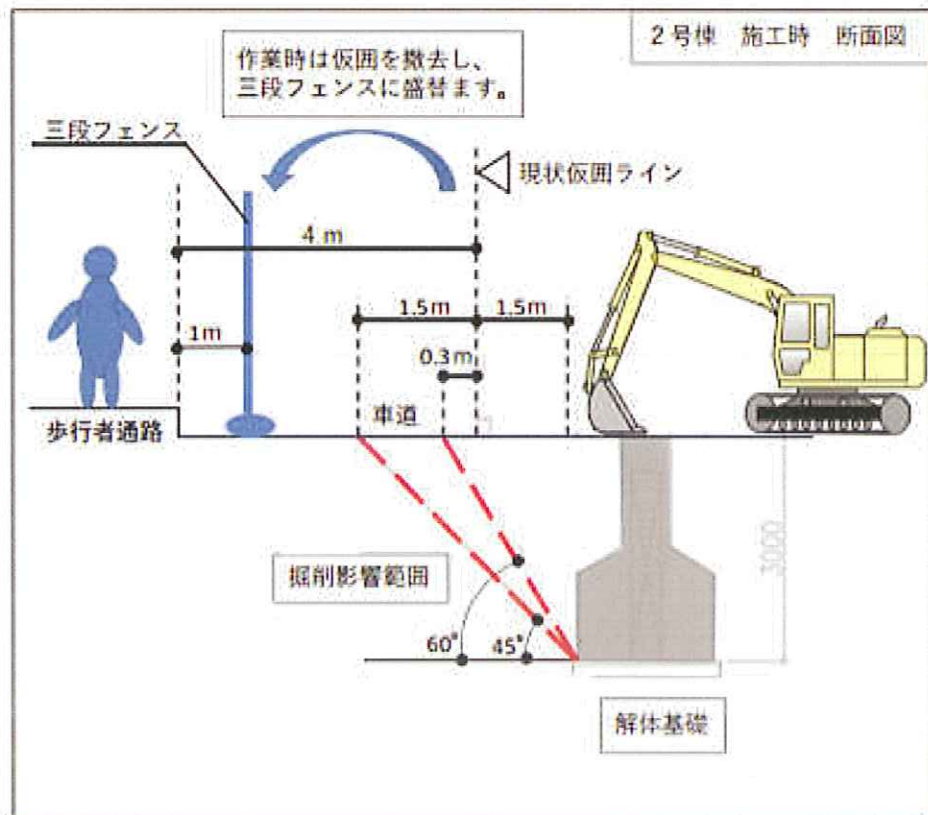 2号棟 施工時 断面図
作業時は仮囲を撤去し、
三段フェンスに盛替ます。
三段フェンス
現状仮囲ライン
4m
1.5m
1.5m
1m
0.3m
車道
歩行者通路
掘削影響範囲
3000
60°
45°
解体基礎